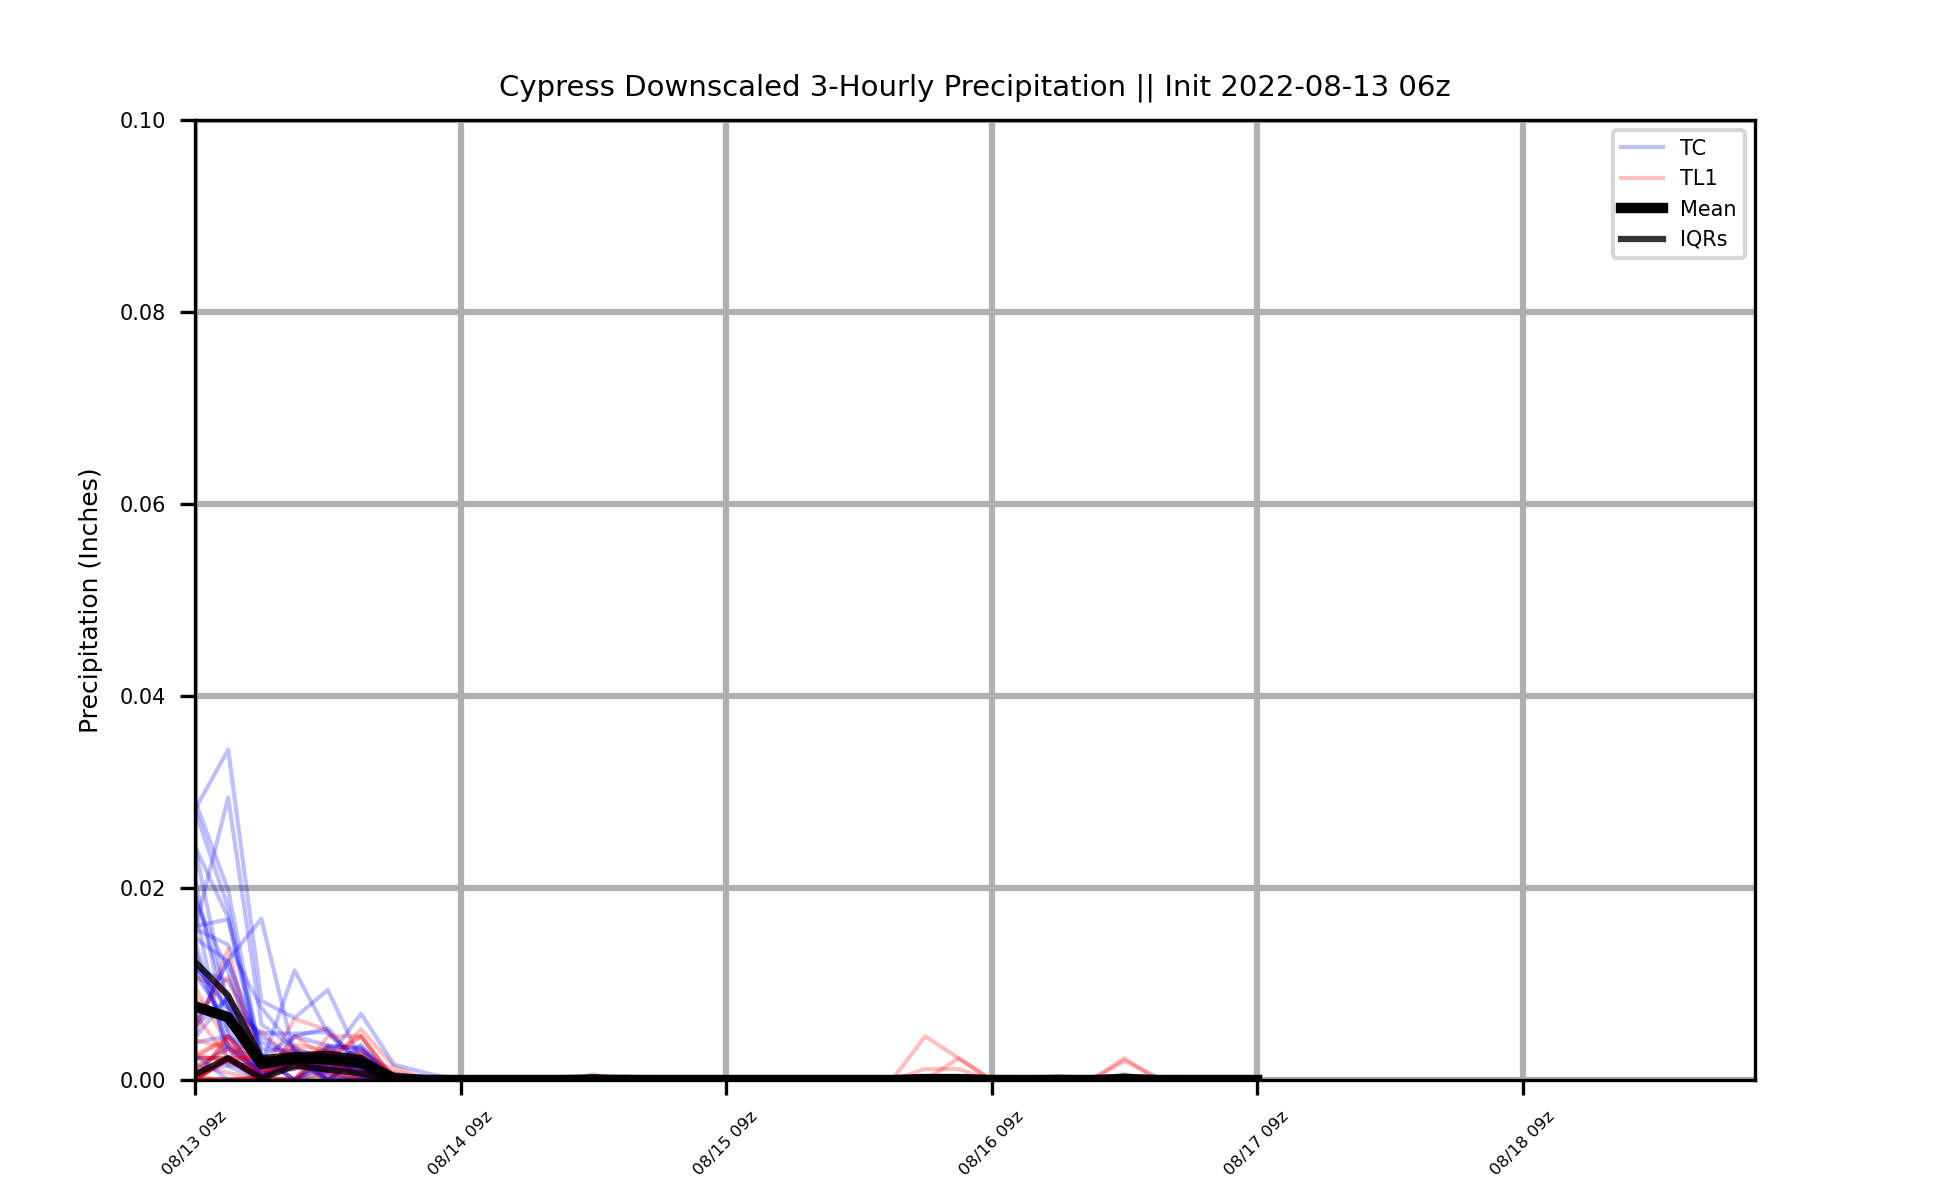 Cypress Downscaled 3-Hourly Precipitation || Init 2022-08-13 06z
0.10
0.08
0.06
0.04
0.02
0.00
Precipitation (Inches)
TC
TL1
Mean
IQRs
08/13 09z
08/14 09z
08/15 09z
08/16 09z
08/17 09z
08/18 09z